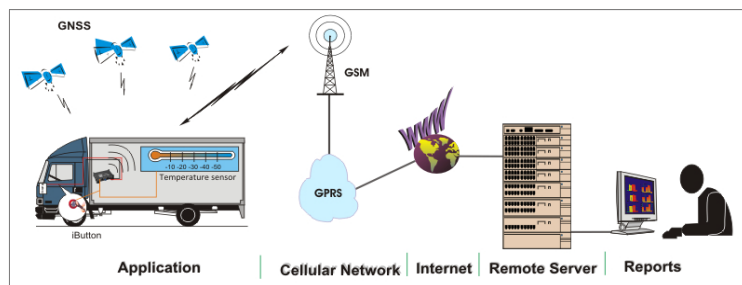 GNSS
GSM
WWW
-10 -20 -30 -40 -50
Temperature sensor
GPRS
iButton
Application
Cellular Network
Internet
Remote Server
Reports